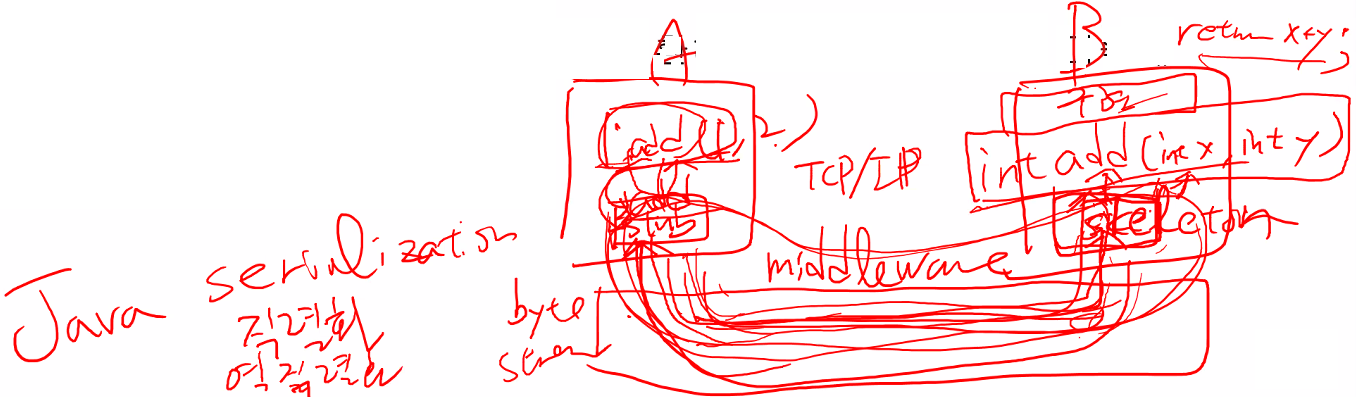 A
B
return x+y;
add(1, 2)
TCP/IP
int add(int x, int y)
stub
skeleton
middleware
Java serialization
직렬화
역직렬화
byte
stream